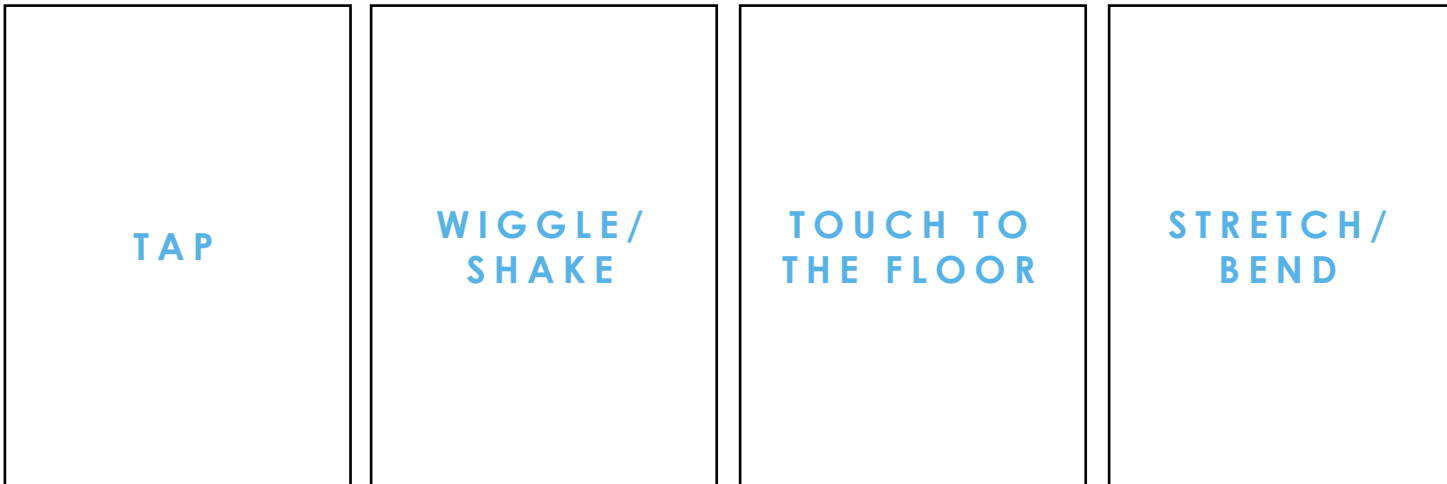 TAP
WIGGLE/
SHAKE
TOUCH TO
THE FLOOR
STRETCH/
BEND